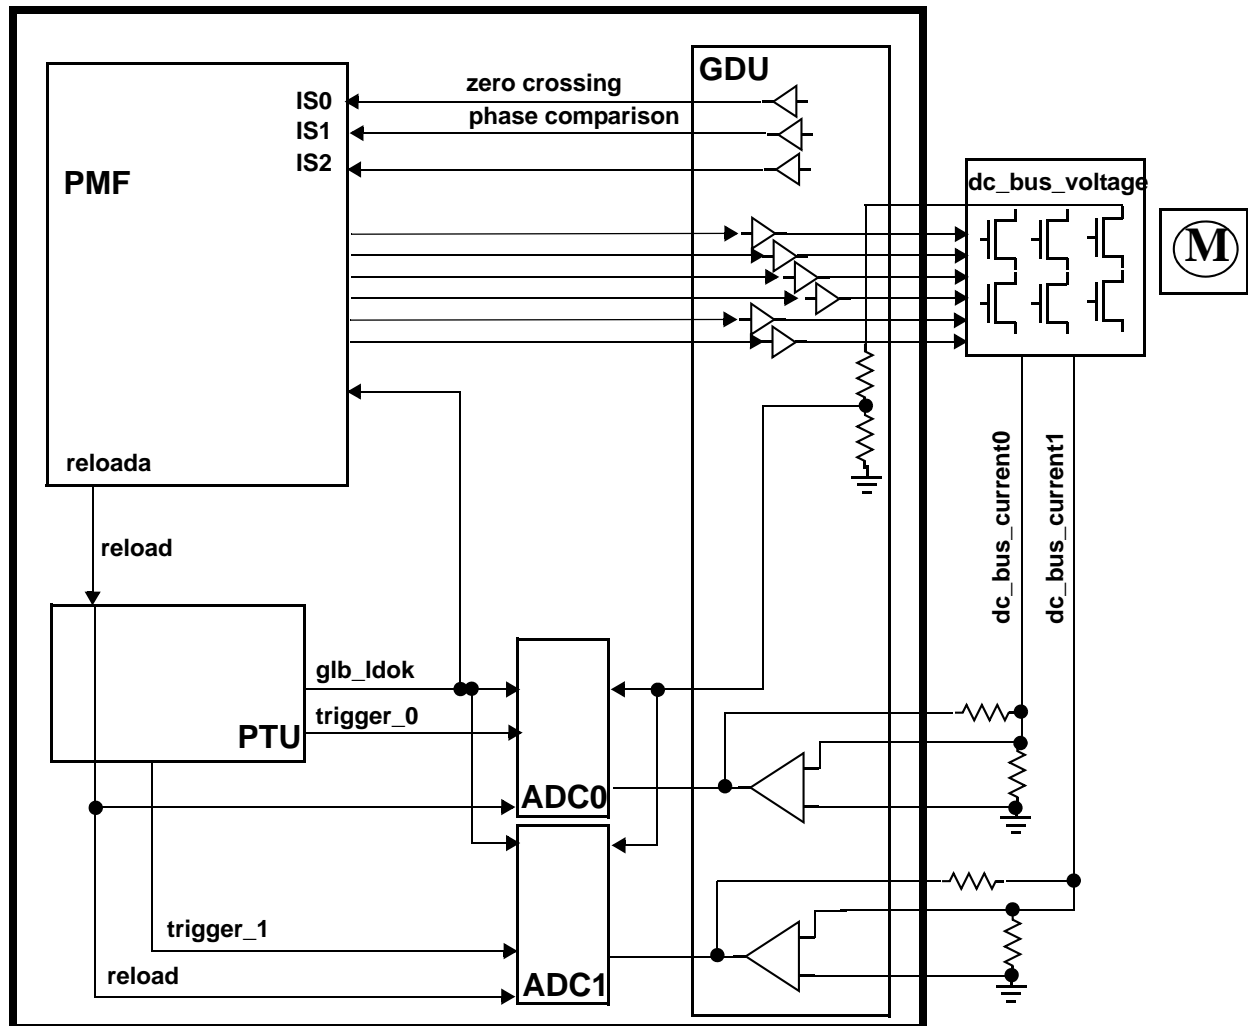 GDU
zero crossing
IS0
phase comparison
IS1
IS2
PMF
dc_bus_voltage
M
reloada
dc_bus_current0
dc_bus_current1
reload
glb_ldok
trigger_0
PTU
ADC0
trigger_1
reload
ADC1